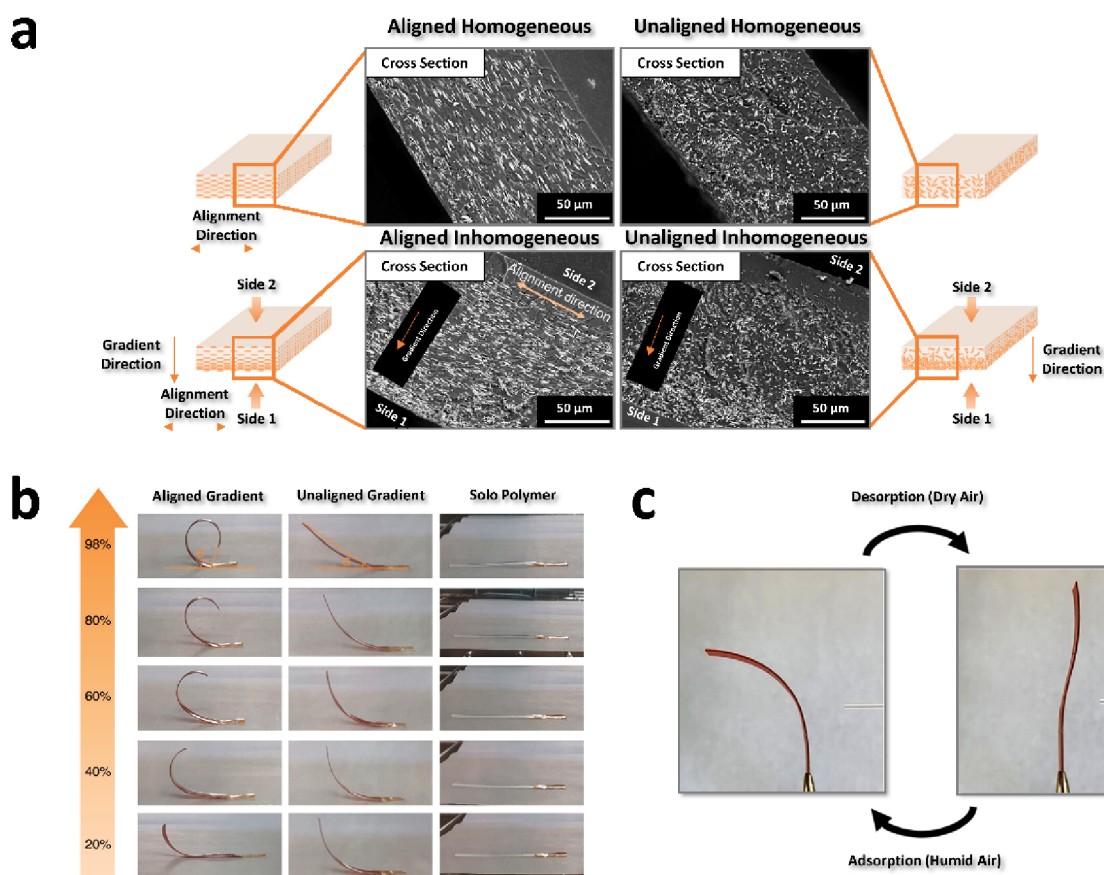 a
Aligned Homogeneous
Unaligned Homogeneous
Cross Section
Cross Section
50 µm
50 µm
Alignment
Direction
Aligned Inhomogeneous
Unaligned Inhomogeneous
Cross Section
Side 2
Alignment direction
Gradient Direction
Side 1
50 µm
Cross Section
Side 2
Gradient Direction
Side 1
50 µm
Side 2
Gradient
Direction
Alignment
Direction
Side 1
Side 2
Gradient
Direction
Side 1
b
Aligned Gradient
Unaligned Gradient
Solo Polymer
98%
80%
60%
40%
20%
c
Desorption (Dry Air)
Adsorption (Humid Air)